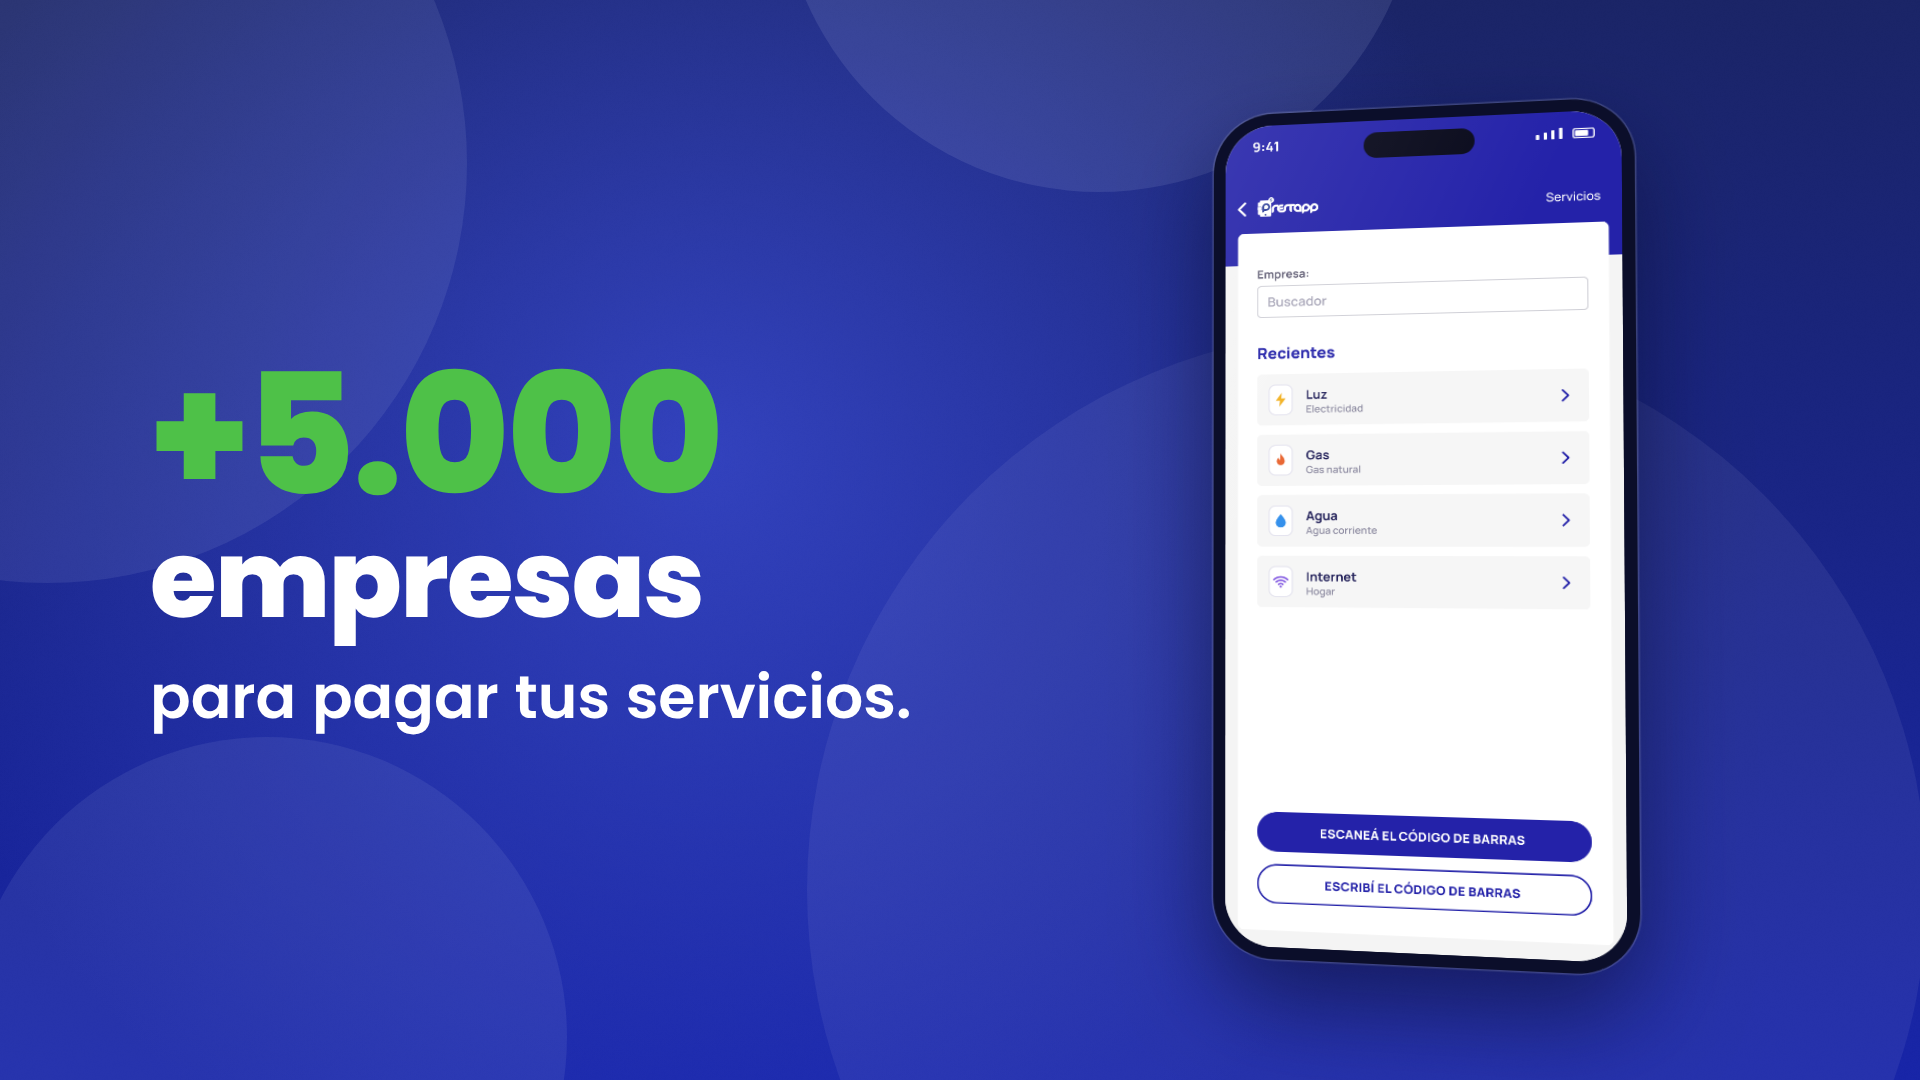 +5.000
empresas
para pagar tus servicios.
9:41
Prestapp
Servicios
Empresa:
Buscador
Recientes
Luz
Electricidad
Gas
Gas natural
Agua
Agua corriente
Internet
Hogar
ESCANEÁ EL CÓDIGO DE BARRAS
ESCRIBÍ EL CÓDIGO DE BARRAS